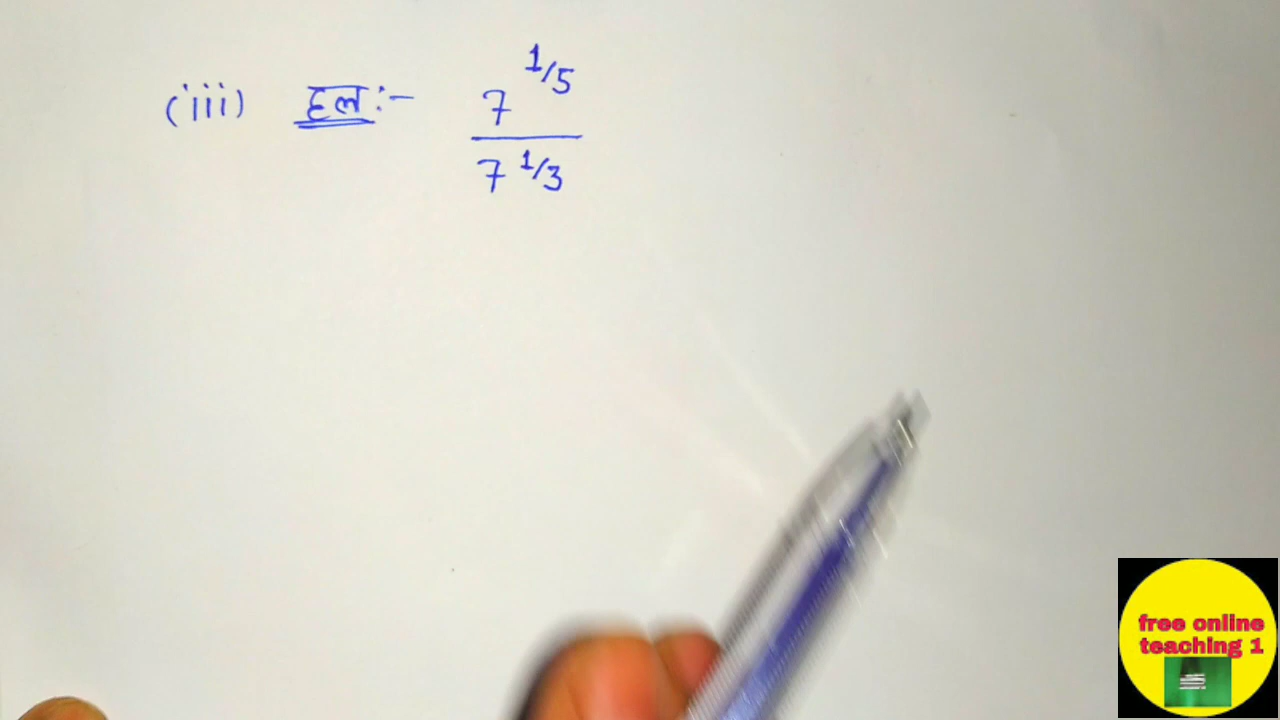 (iii) हल:- 7^1/5
7^1/3
free online
teaching 1